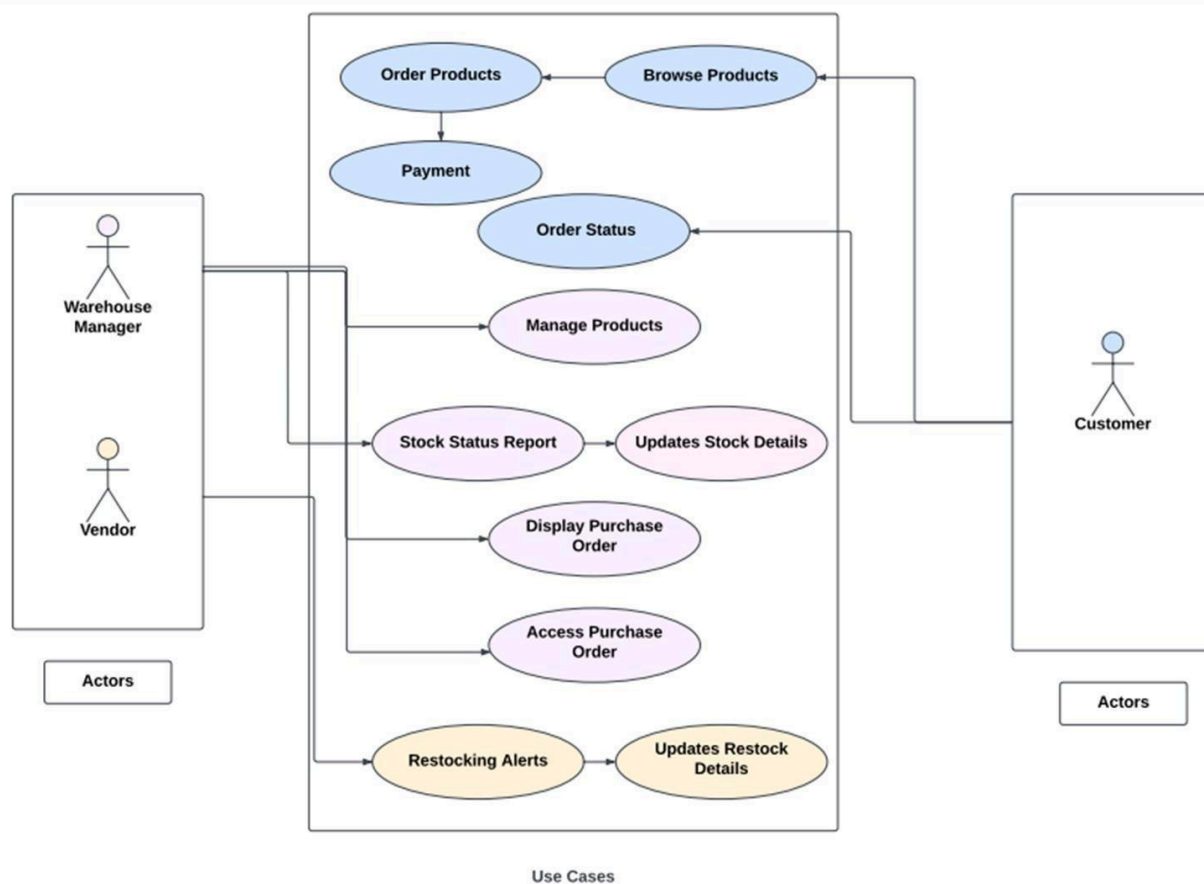 Order Products
Browse Products
Payment
Order Status
Warehouse
Manager
Manage Products
Customer
Stock Status Report
Updates Stock Details
Vendor
Display Purchase
Order
Access Purchase
Order
Actors
Actors
Restocking Alerts
Updates Restock
Details
Use Cases